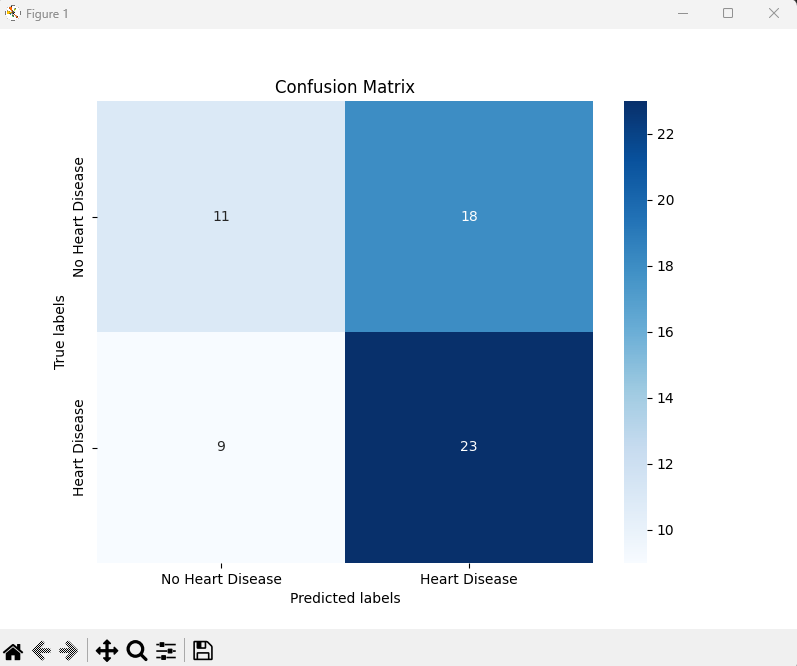 Figure 1
Confusion Matrix
No Heart Disease
Heart Disease
True labels
11
18
9
23
No Heart Disease
Heart Disease
Predicted labels
22
20
18
16
14
12
10